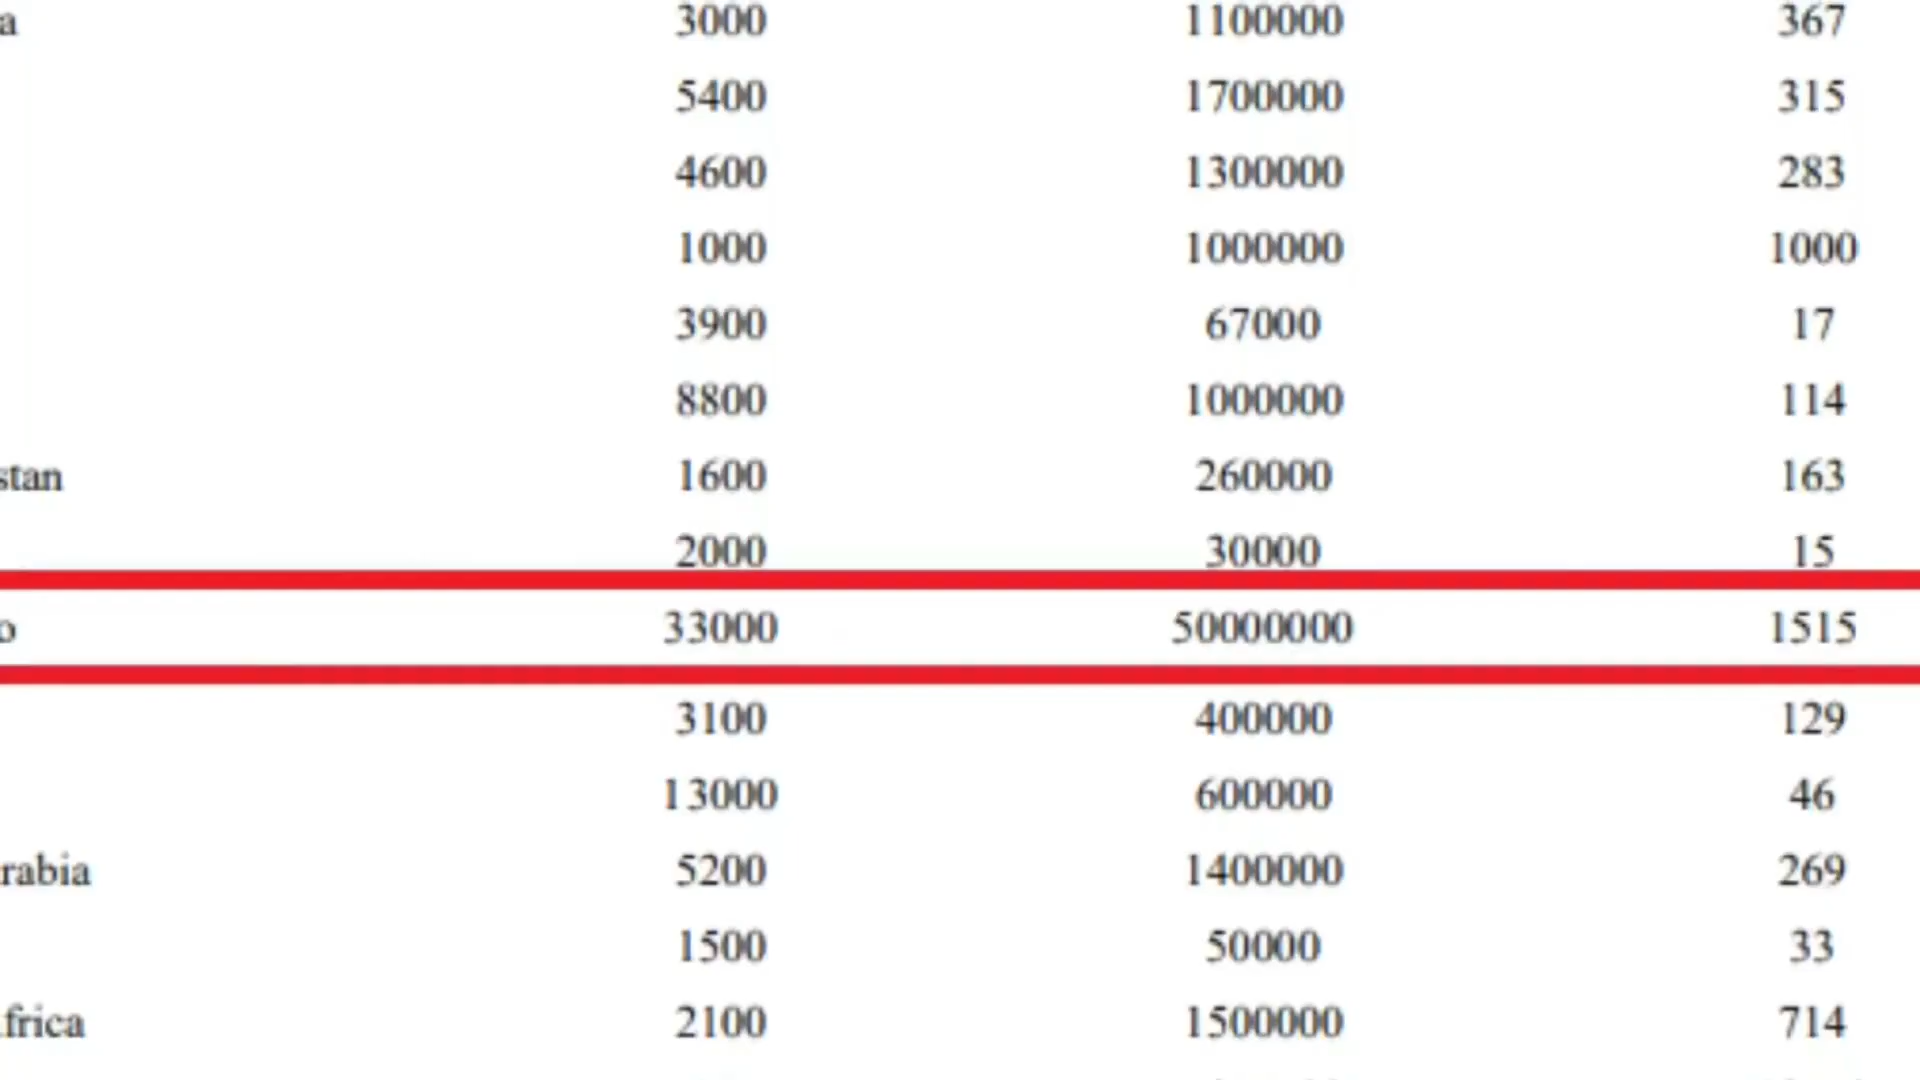 a 3000 1100000 367
5400 1700000 315
4600 1300000 283
1000 1000000 1000
3900 67000 17
8800 1000000 114
stan 1600 260000 163
2000 30000 15
o 33000 50000000 1515
3100 400000 129
13000 600000 46
rabia 5200 1400000 269
1500 50000 33
frica 2100 1500000 714